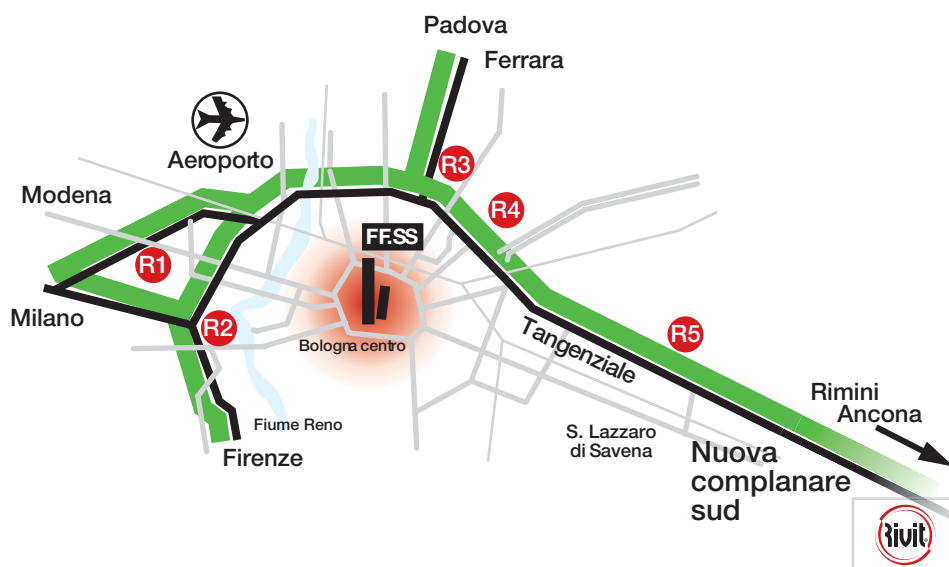 Padova
Ferrara
Aeroporto
R3
Modena
R4
FF.SS
R1
Milano
R2
Bologna centro
Tangenziale
R5
Rimini
Ancona
Fiume Reno
Firenze
S. Lazzaro
di Savena
Nuova
complanare
sud
Rivit